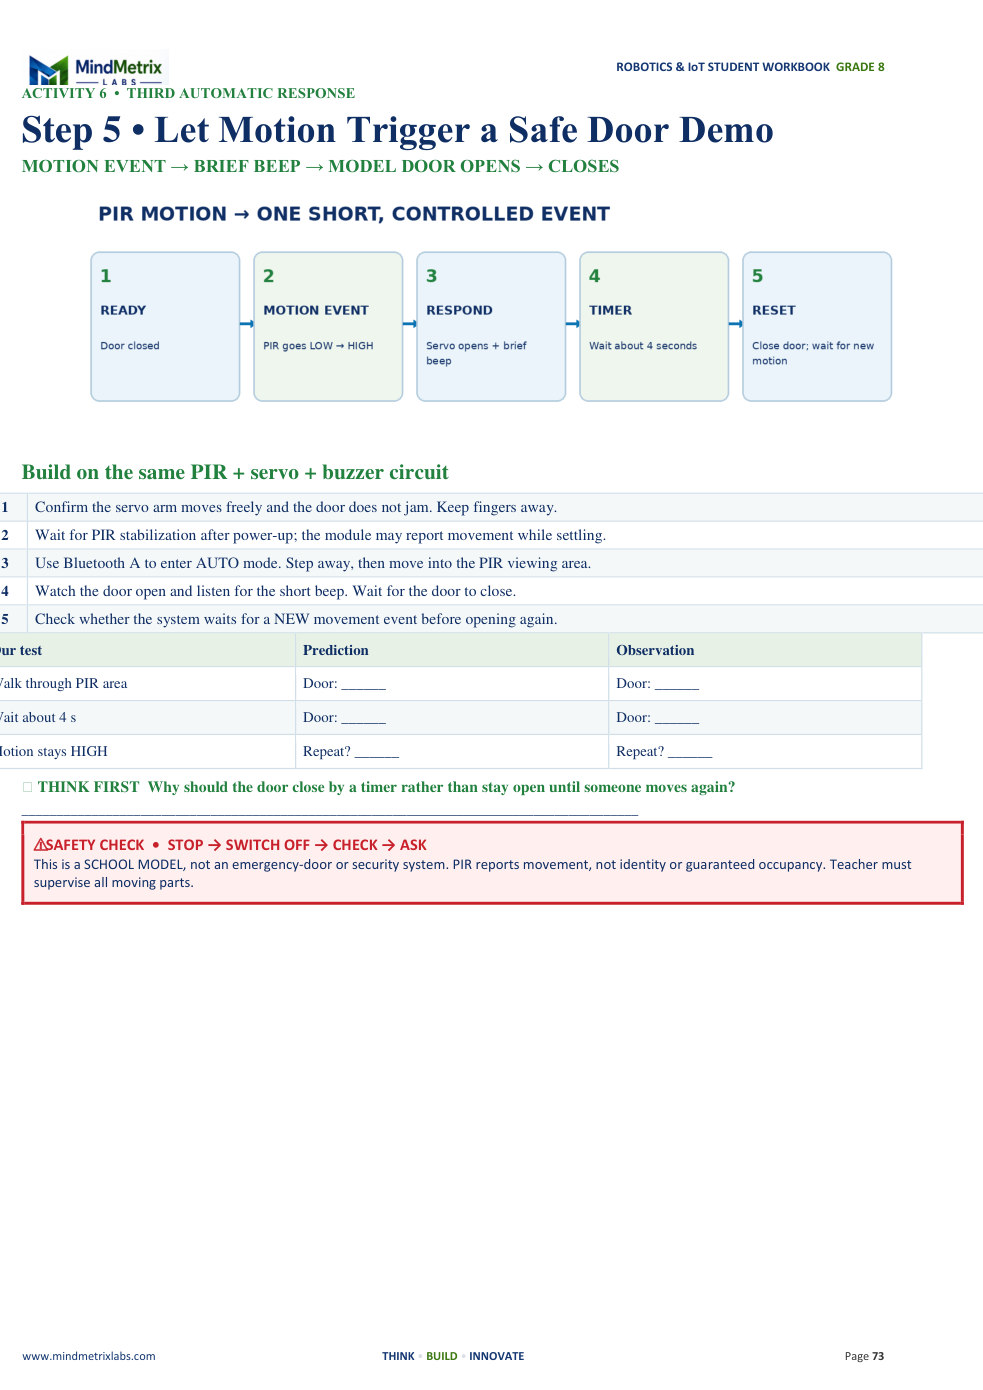 MindMetrix
LABS
ROBOTICS & IoT STUDENT WORKBOOK GRADE 8
ACTIVITY 6 • THIRD AUTOMATIC RESPONSE
Step 5 • Let Motion Trigger a Safe Door Demo
MOTION EVENT → BRIEF BEEP → MODEL DOOR OPENS → CLOSES
PIR MOTION → ONE SHORT, CONTROLLED EVENT
1
READY
Door closed
2
MOTION EVENT
PIR goes LOW → HIGH
3
RESPOND
Servo opens + brief
beep
4
TIMER
Wait about 4 seconds
5
RESET
Close door; wait for new
motion
Build on the same PIR + servo + buzzer circuit
1 Confirm the servo arm moves freely and the door does not jam. Keep fingers away.
2 Wait for PIR stabilization after power-up; the module may report movement while settling.
3 Use Bluetooth A to enter AUTO mode. Step away, then move into the PIR viewing area.
4 Watch the door open and listen for the short beep. Wait for the door to close.
5 Check whether the system waits for a NEW movement event before opening again.
ur test Prediction Observation
alk through PIR area Door: ______ Door: ______
ait about 4 s Door: ______ Door: ______
otion stays HIGH Repeat? ______ Repeat? ______
☐ THINK FIRST Why should the door close by a timer rather than stay open until someone moves again?
⚠SAFETY CHECK • STOP → SWITCH OFF → CHECK → ASK
This is a SCHOOL MODEL, not an emergency-door or security system. PIR reports movement, not identity or guaranteed occupancy. Teacher must
supervise all moving parts.
www.mindmetrixlabs.com THINK • BUILD • INNOVATE Page 73